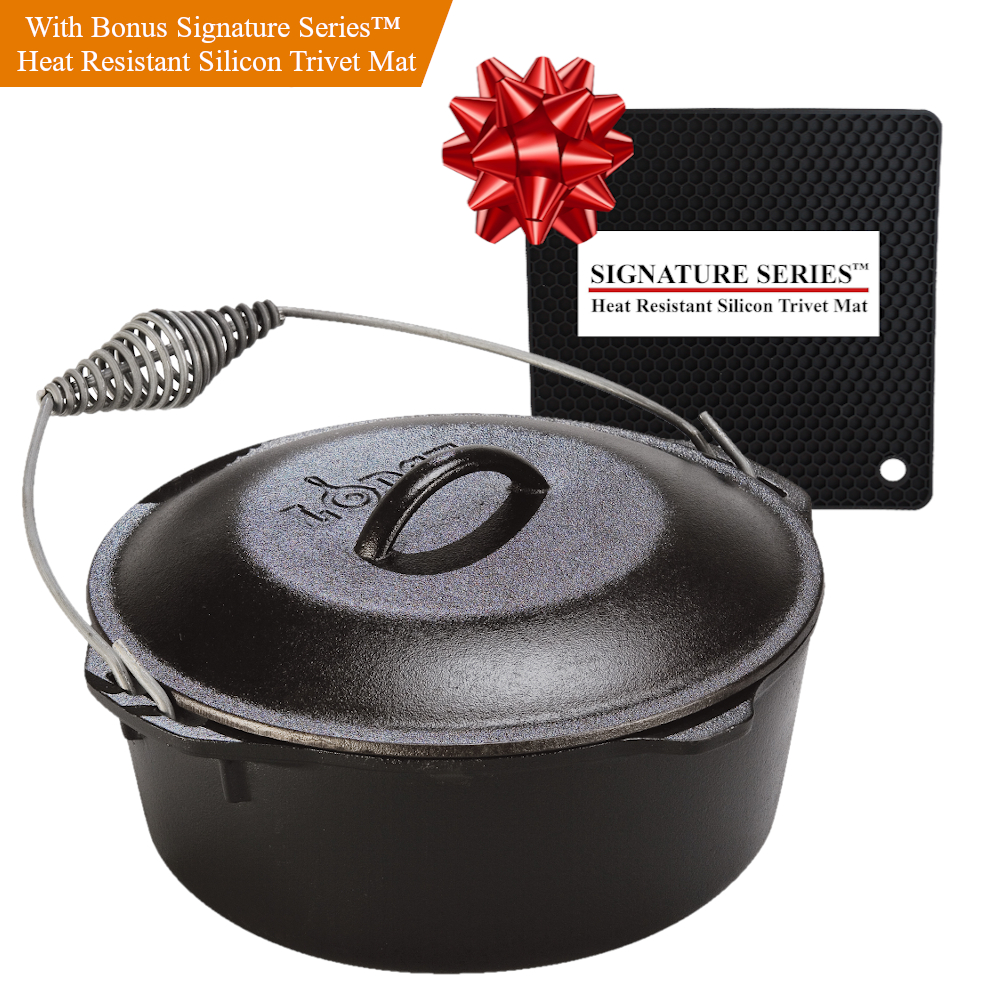 With Bonus Signature Series™
Heat Resistant Silicon Trivet Mat
SIGNATURE SERIES™
Heat Resistant Silicon Trivet Mat